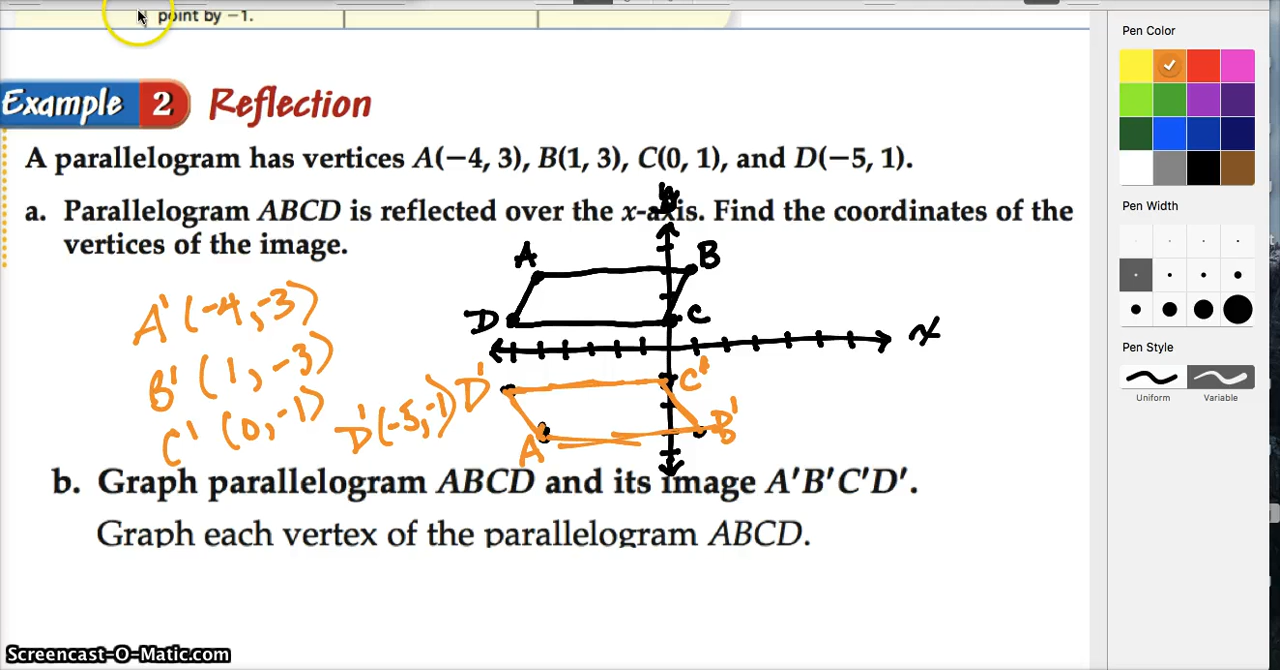 point by −1.
Pen Color
Example 2 Reflection
A parallelogram has vertices A(−4, 3), B(1, 3), C(0, 1), and D(−5, 1).
a. Parallelogram ABCD is reflected over the x-axis. Find the coordinates of the
vertices of the image.
Pen Width
A B
D C
x
A' (-4, -3)
B' (1, -3)
C' (0, -1) D' (-5, -1)
D' C'
A B'
Pen Style
Uniform Variable
b. Graph parallelogram ABCD and its image A′B′C′D′.
Graph each vertex of the parallelogram ABCD.
Screencast-O-Matic.com